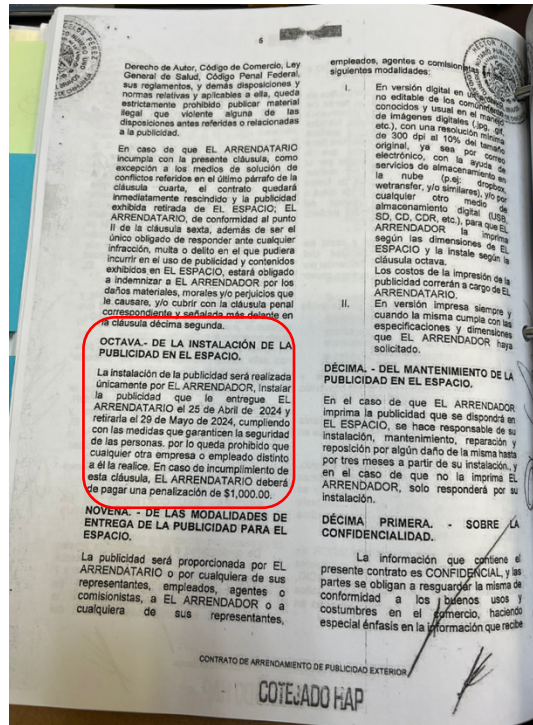 6
Derecho de Autor, Código de Comercio, Ley
General de Salud, Código Penal Federal,
sus reglamentos, y demás disposiciones y
normas relativas y aplicables a ella, queda
estrictamente prohibido publicar material
ilegal que violente alguna de las
disposiciones antes referidas o relacionadas
a la publicidad.
En caso de que EL ARRENDATARIO
incumpla con la presente cláusula, como
excepción a los medios de solución de
conflictos referidos en el último párrafo de la
cláusula cuarta, el contrato quedará
inmediatamente rescindido y la publicidad
exhibida retirada de EL ESPACIO; EL
ARRENDATARIO, de conformidad al punto
II de la cláusula sexta, además de ser el
único obligado de responder ante cualquier
infracción, multa o delito en el que pudiera
incurrir en el uso de publicidad y contenidos
exhibidos en EL ESPACIO, estará obligado
a indemnizar a EL ARRENDADOR por los
daños materiales, morales y/o perjuicios que
le causare, y/o cubrir con la cláusula penal
correspondiente y señalada más delante en
la cláusula décima segunda.
OCTAVA.- DE LA INSTALACIÓN DE LA
PUBLICIDAD EN EL ESPACIO.
La instalación de la publicidad será realizada
únicamente por EL ARRENDADOR, Instalar
la publicidad que le entregue EL
ARRENDATARIO el 25 de Abril de 2024 y
retirarla el 29 de Mayo de 2024, cumpliendo
con las medidas que garanticen la seguridad
de las personas. por lo queda prohibido que
cualquier otra empresa o empleado distinto
a él la realice. En caso de incumplimiento de
esta cláusula, EL ARRENDATARIO deberá
de pagar una penalización de $1,000.00.
NOVENA. - DE LAS MODALIDADES DE
ENTREGA DE LA PUBLICIDAD PARA EL
ESPACIO.
La publicidad será proporcionada por EL
ARRENDATARIO o por cualquiera de sus
representantes, empleados, agentes o
comisionistas, a EL ARRENDADOR o a
cualquiera de sus representantes,
empleados, agentes o comisionistas
siguientes modalidades:
I. En versión digital en
no editable de los comúnmente
conocidos y usual en el manejo
de imágenes digitales (.jpg, .gif,
etc.), con una resolución mínima
de 300 dpi al 10% del tamaño
original, ya sea por correo
electrónico, con la ayuda de
servicios de almacenamiento en
la nube (p.ej: dropbox,
wetransfer, y/o similares), y/o por
cualquier otro medio de
almacenamiento digital (USB,
SD, CD, CDR, etc.), para que EL
ARRENDADOR la imprima
según las dimensiones de EL
ESPACIO y la instale según la
cláusula octava.
Los costos de la impresión de la
publicidad correrán a cargo de EL
ARRENDATARIO.
II. En versión impresa siempre y
cuando la misma cumpla con las
especificaciones y dimensiones
que EL ARRENDADOR haya
solicitado.
DÉCIMA. - DEL MANTENIMIENTO DE LA
PUBLICIDAD EN EL ESPACIO.
En el caso de que EL ARRENDADOR
imprima la publicidad que se dispondrá en
EL ESPACIO, se hace responsable de su
instalación, mantenimiento, reparación y
reposición por algún daño de la misma hasta
por tres meses a partir de su instalación, y
en el caso de que no la imprima EL
ARRENDADOR, solo responderá por su
instalación.
DÉCIMA PRIMERA. - SOBRE LA
CONFIDENCIALIDAD.
La información que contiene el
presente contrato es CONFIDENCIAL, y las
partes se obligan a resguardar la misma de
conformidad a los buenos usos y
costumbres en el comercio, haciendo
especial énfasis en la información que recibe
CONTRATO DE ARRENDAMIENTO DE PUBLICIDAD EXTERIOR
COTEJADO HAP